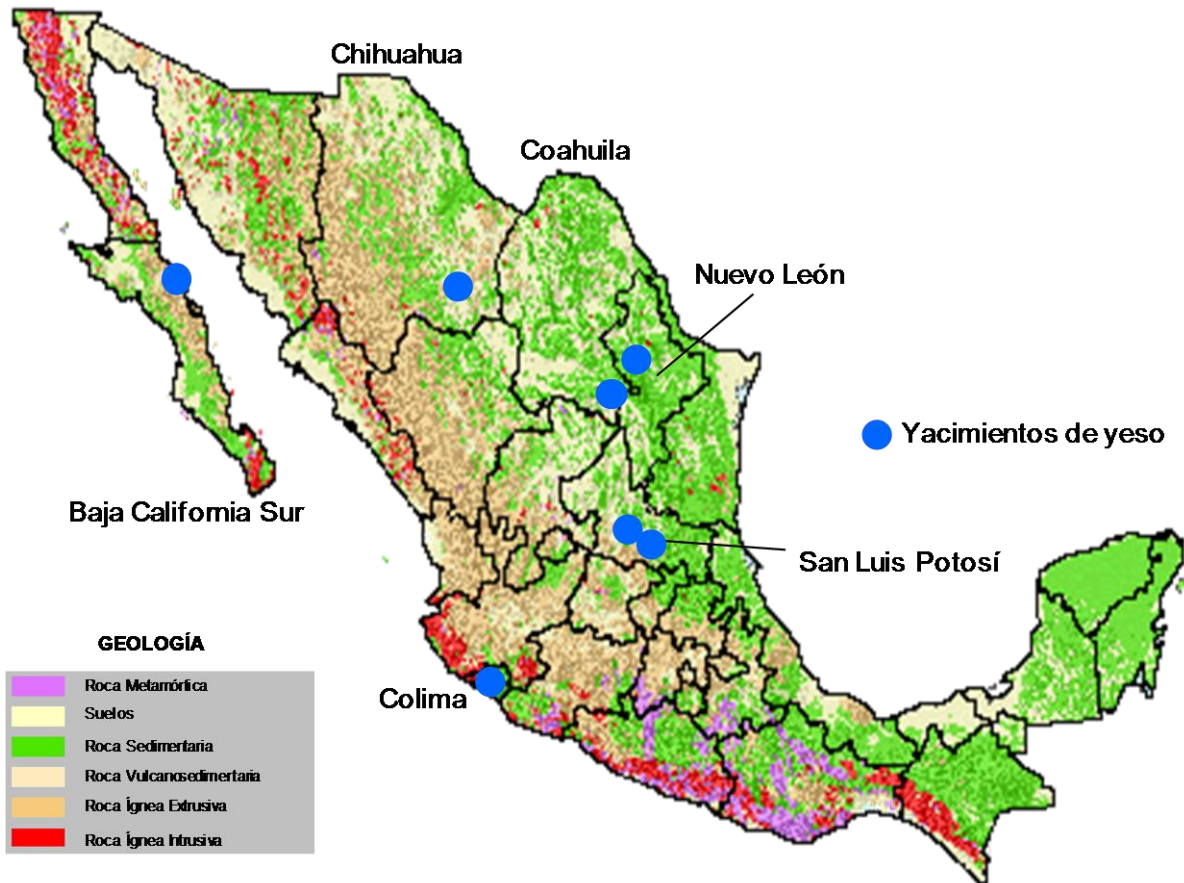 Chihuahua
Coahuila
Nuevo León
Yacimientos de yeso
Baja California Sur
San Luis Potosí
Colima
GEOLOGÍA
Roca Metamórfica
Suelos
Roca Sedimentaria
Roca Vulcanosedimentaria
Roca Ígnea Extrusiva
Roca Ígnea Intrusiva